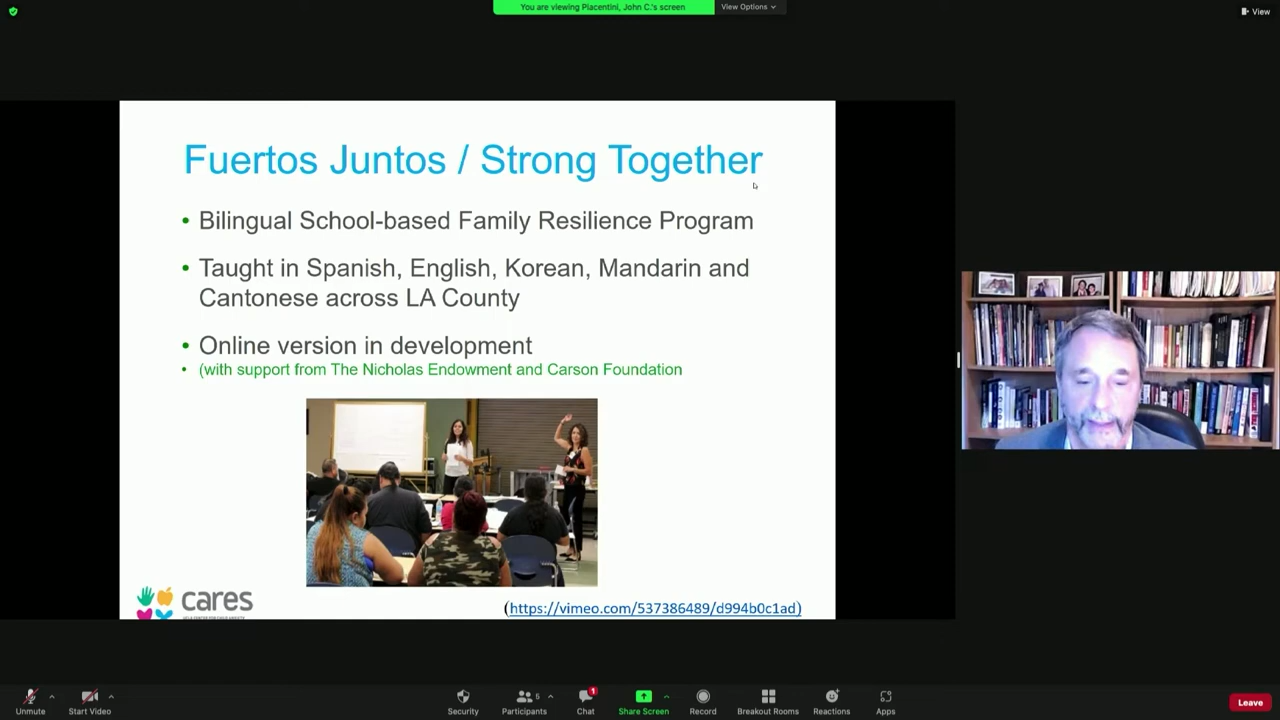 You are viewing Piacentini, John C.'s screen
View Options
View
Fuertos Juntos / Strong Together
• Bilingual School-based Family Resilience Program
• Taught in Spanish, English, Korean, Mandarin and
Cantonese across LA County
• Online version in development
• (with support from The Nicholas Endowment and Carson Foundation
cares
(https://vimeo.com/537386489/d994b0c1ad)
Unmute
Start Video
Security
5
Participants
1
Chat
Share Screen
Record
Breakout Rooms
Reactions
Apps
Leave